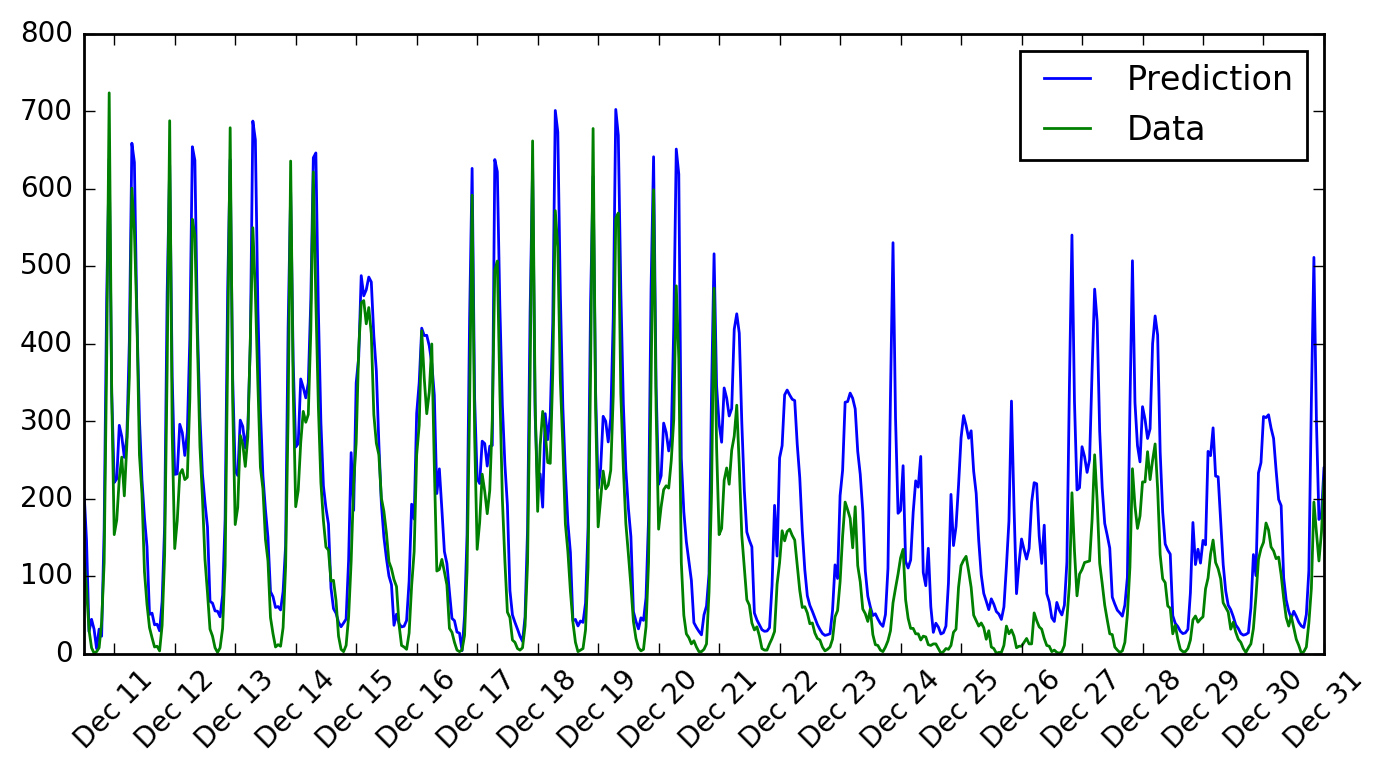 800
700
600
500
400
300
200
100
0
Prediction
Data
Dec 11
Dec 12
Dec 13
Dec 14
Dec 15
Dec 16
Dec 17
Dec 18
Dec 19
Dec 20
Dec 21
Dec 22
Dec 23
Dec 24
Dec 25
Dec 26
Dec 27
Dec 28
Dec 29
Dec 30
Dec 31